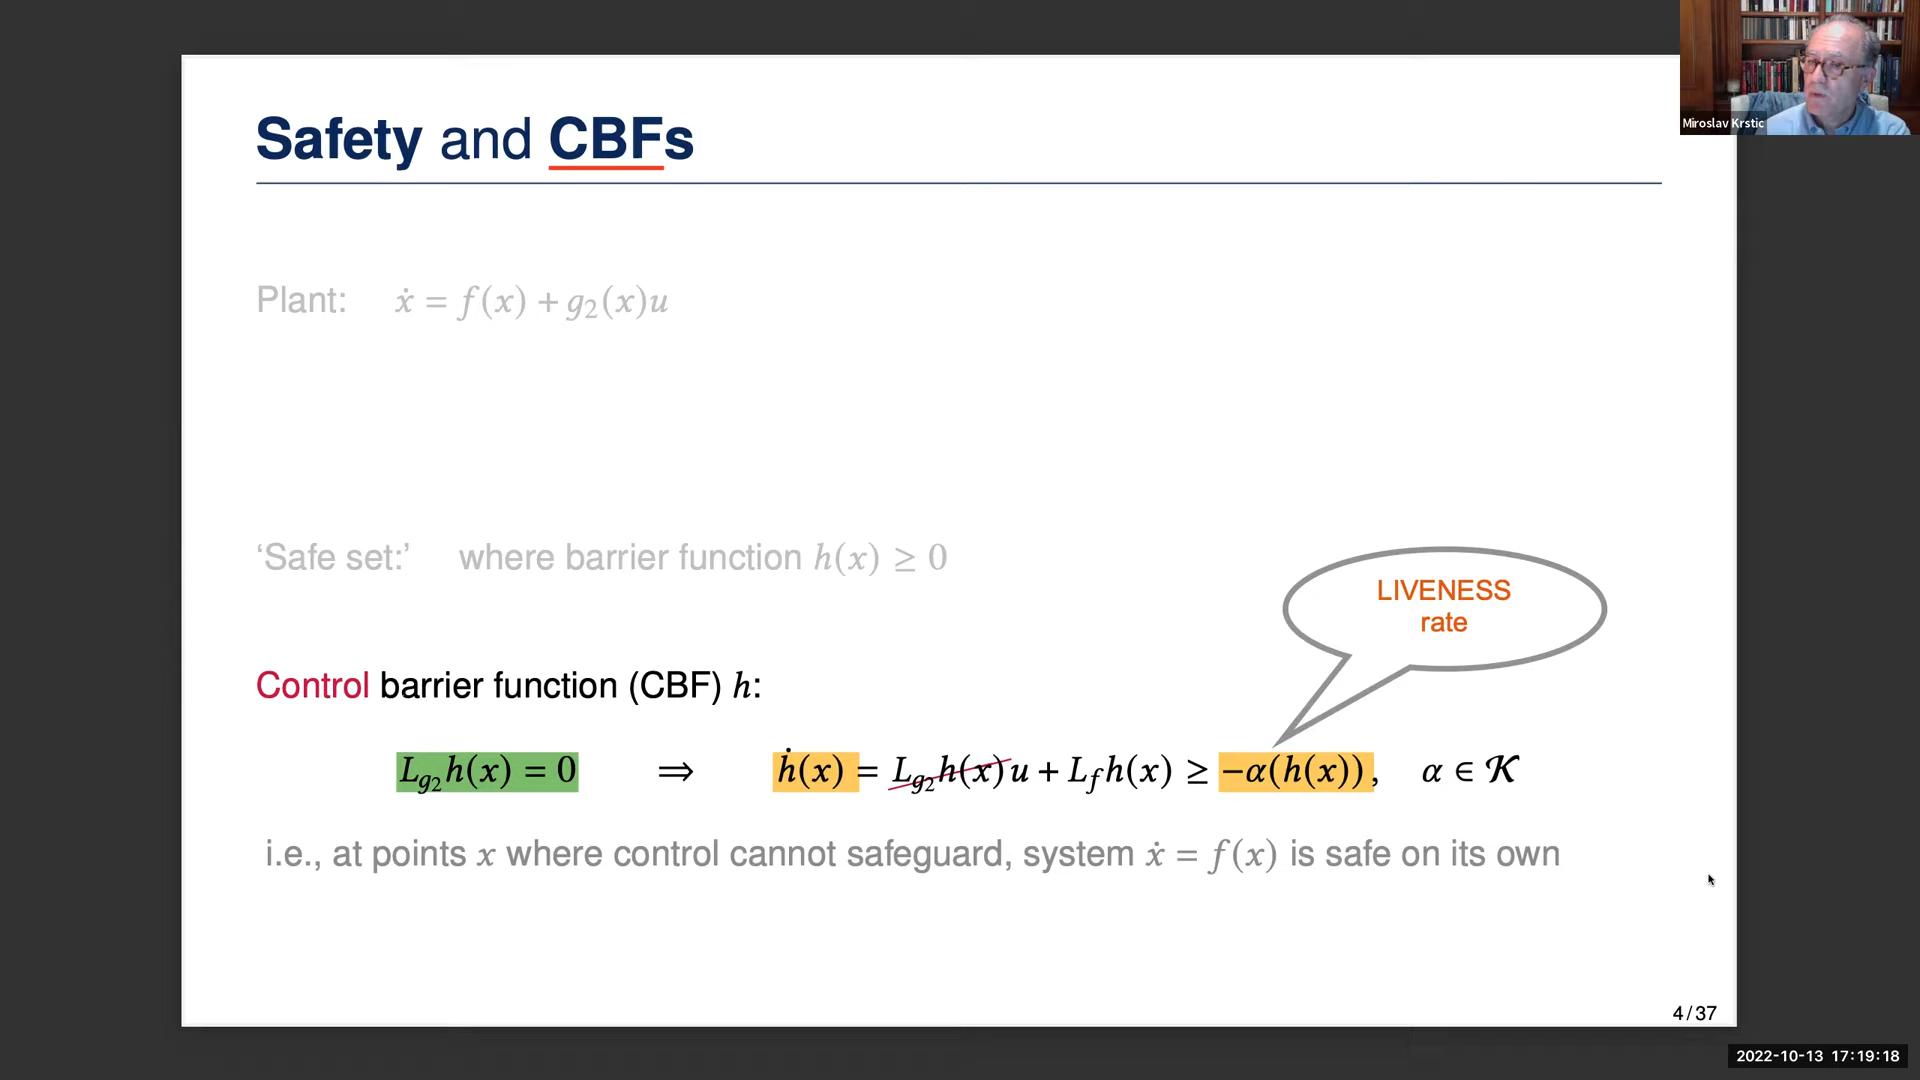 Miroslav Krstic
Safety and CBFs
Plant: ẋ = f(x) + g₂(x)u
‘Safe set:’ where barrier function h(x) ≥ 0
LIVENESS
rate
Control barrier function (CBF) h:
L_{g₂}h(x) = 0 ⇒ ḣ(x) = L_{g₂}h(x)u + L_f h(x) ≥ −α(h(x)), α ∈ 𝒦
i.e., at points x where control cannot safeguard, system ẋ = f(x) is safe on its own
4/37
2022-10-13 17:19:18